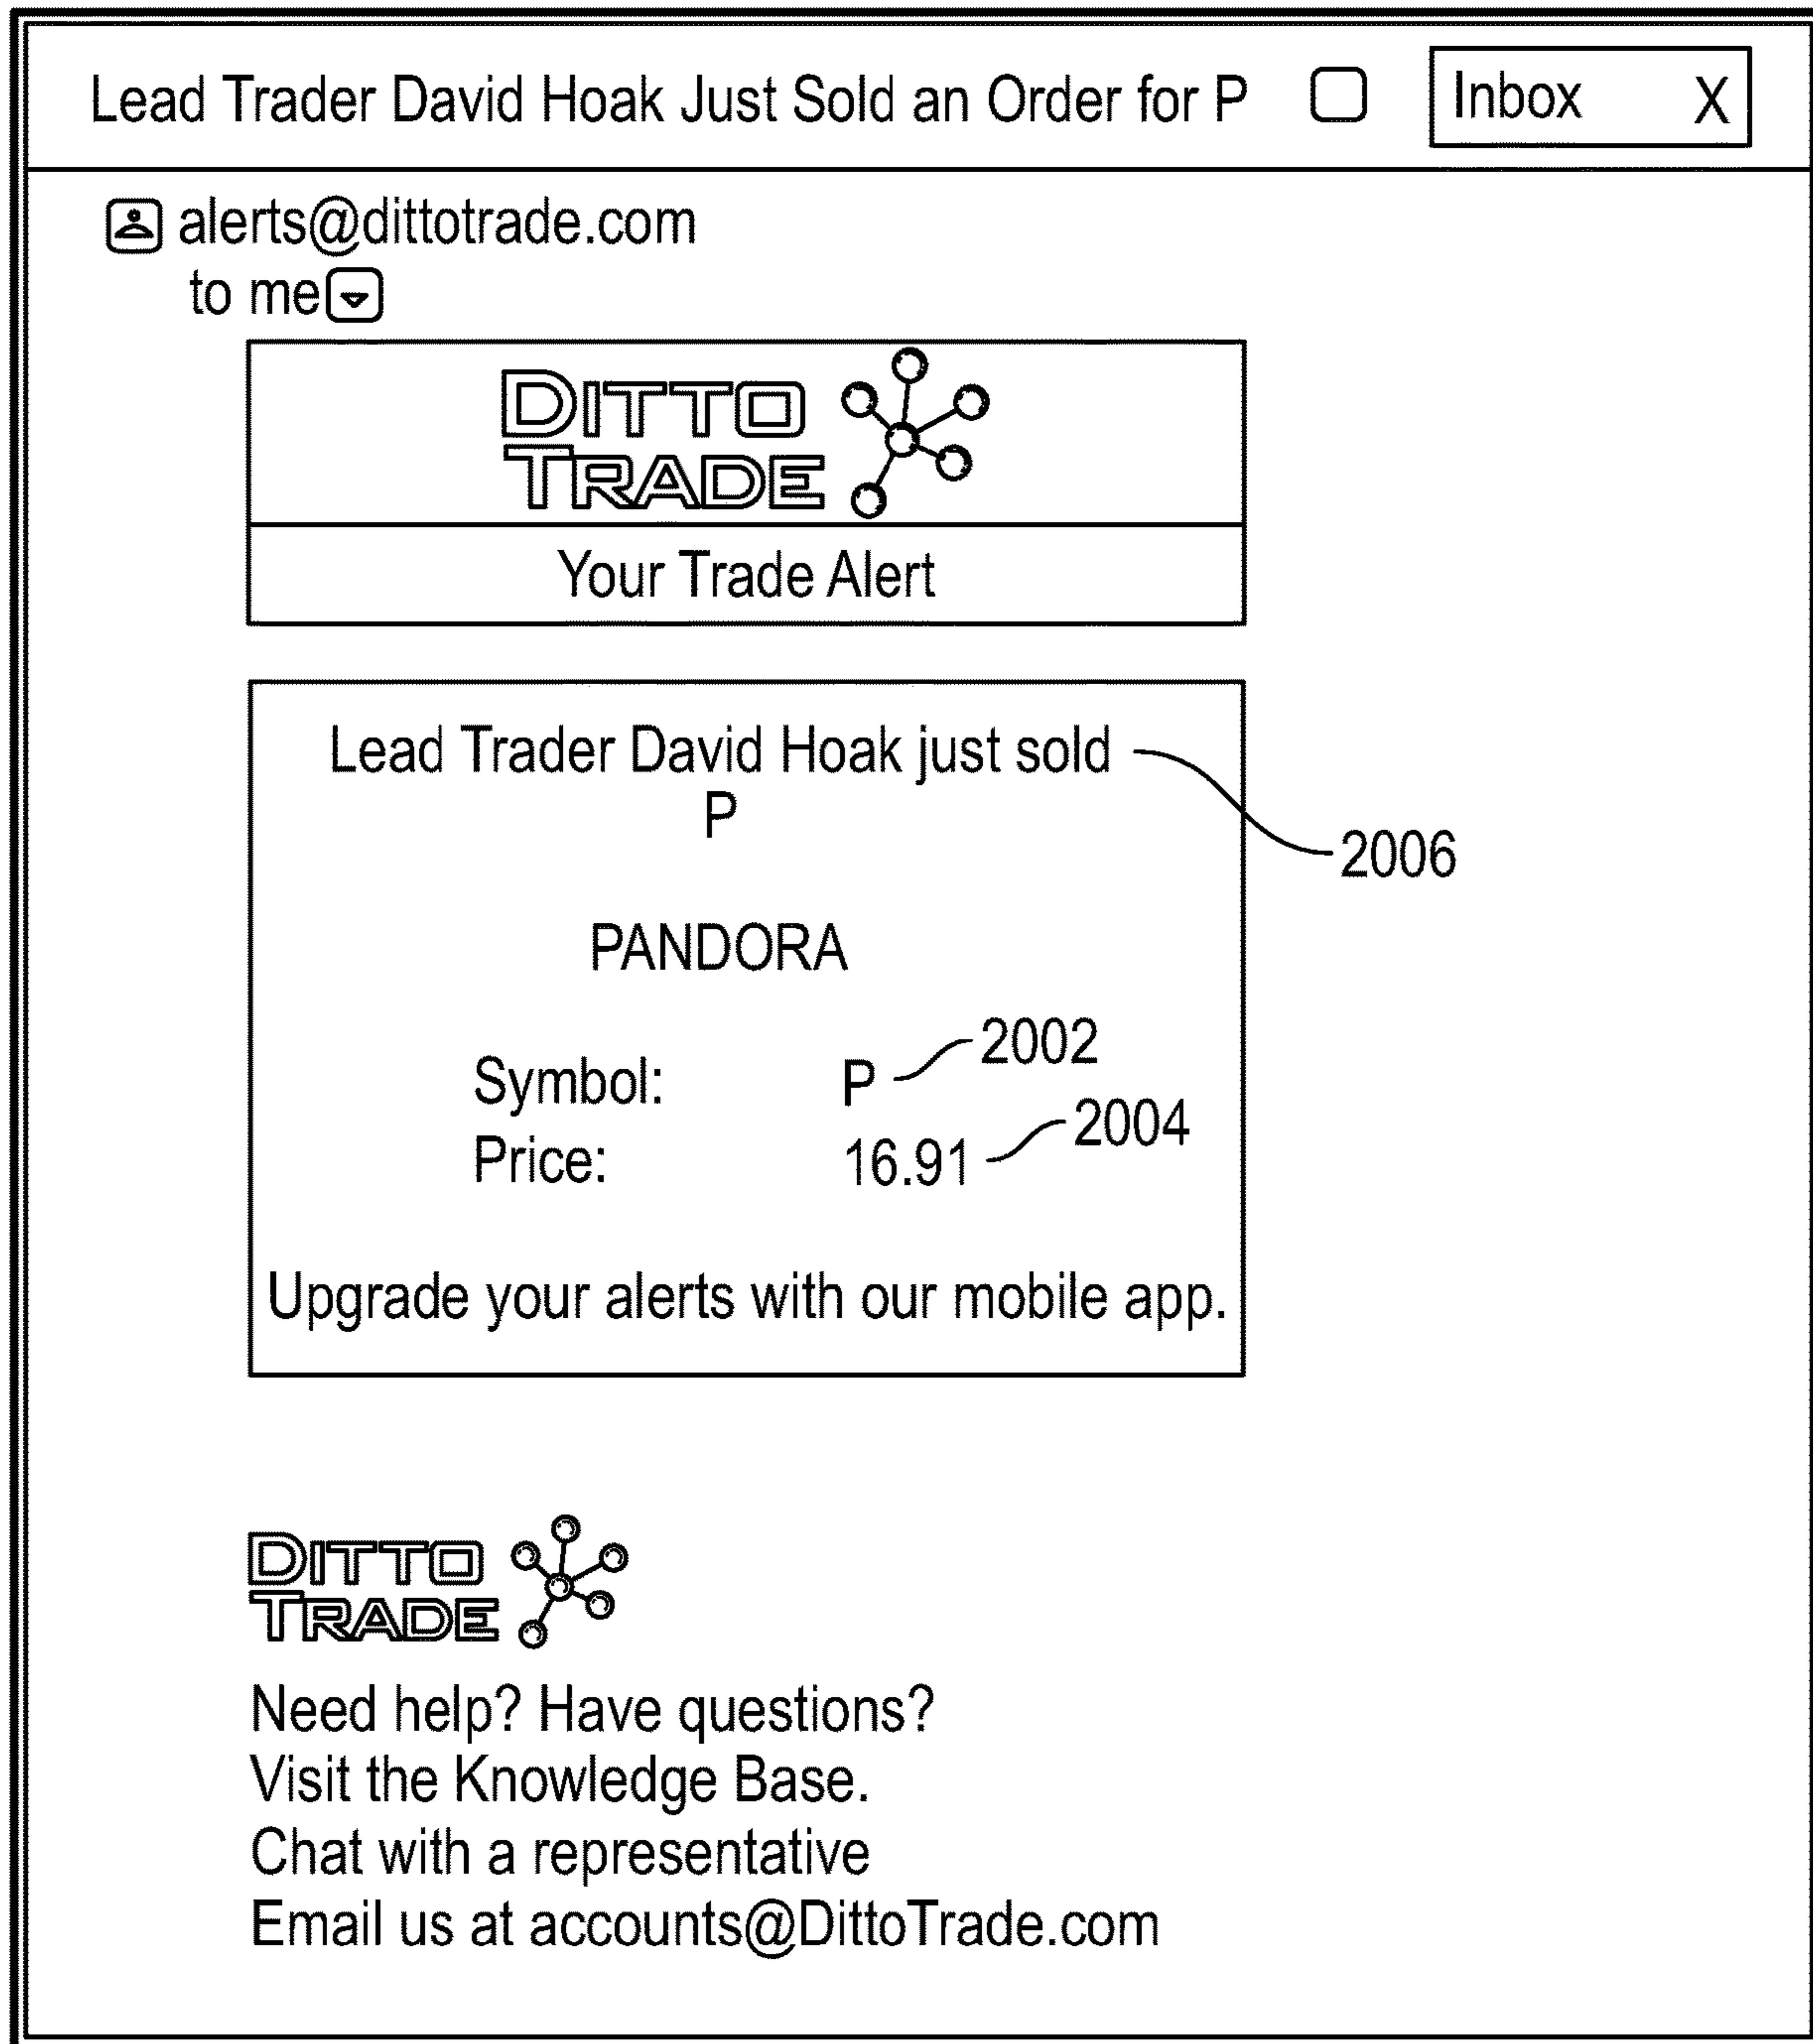 Lead Trader David Hoak Just Sold an Order for P Inbox X
alerts@dittotrade.com
to me
DITTO
TRADE
Your Trade Alert
Lead Trader David Hoak just sold
P
2006
PANDORA
2002
Symbol: P
2004
Price: 16.91
Upgrade your alerts with our mobile app.
DITTO
TRADE
Need help? Have questions?
Visit the Knowledge Base.
Chat with a representative
Email us at accounts@DittoTrade.com